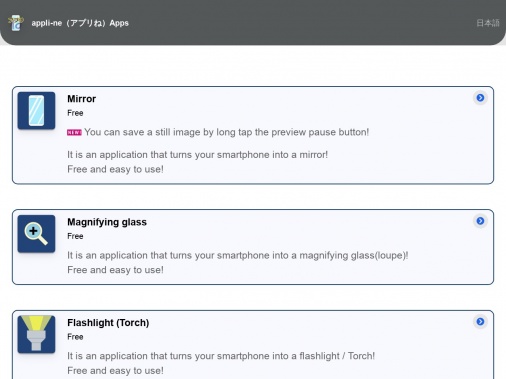 appli-ne（アプリね）Apps
日本語
Mirror
Free
NEW! You can save a still image by long tap the preview pause button!
It is an application that turns your smartphone into a mirror!
Free and easy to use!
Magnifying glass
Free
It is an application that turns your smartphone into a magnifying glass(loupe)!
Free and easy to use!
Flashlight (Torch)
Free
It is an application that turns your smartphone into a flashlight / Torch!
Free and easy to use!